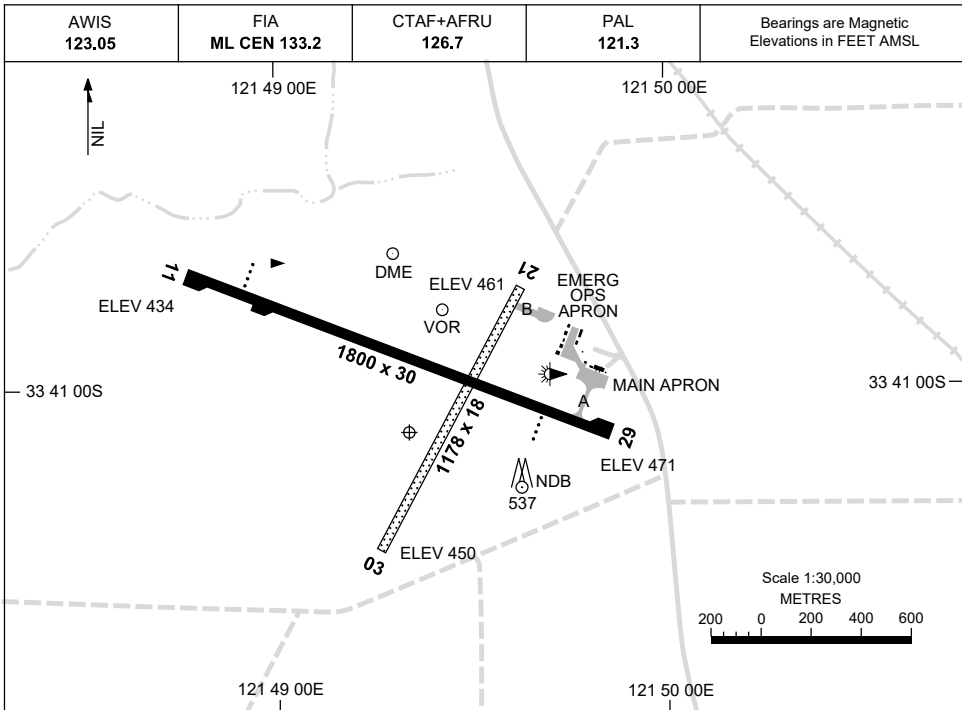 AWIS
123.05
FIA
ML CEN 133.2
CTAF+AFRU
126.7
PAL
121.3
Bearings are Magnetic
Elevations in FEET AMSL
121 49 00E
121 50 00E
NIL
11
DME
ELEV 461
21
EMERG
OPS
APRON
ELEV 434
B
VOR
1800 x 30
MAIN APRON
33 41 00S
33 41 00S
A
1178 x 18
29
ELEV 471
NDB
537
03
ELEV 450
Scale 1:30,000
METRES
200 0 200 400 600
121 49 00E
121 50 00E